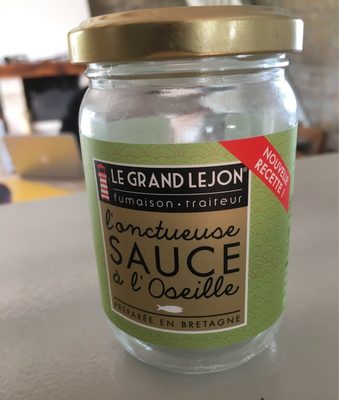 LE GRAND LEJON®
fumaison · traiteur
NOUVELLE
RECETTE !
l'onctueuse
SAUCE
à l'Oseille
PRÉPARÉE EN BRETAGNE